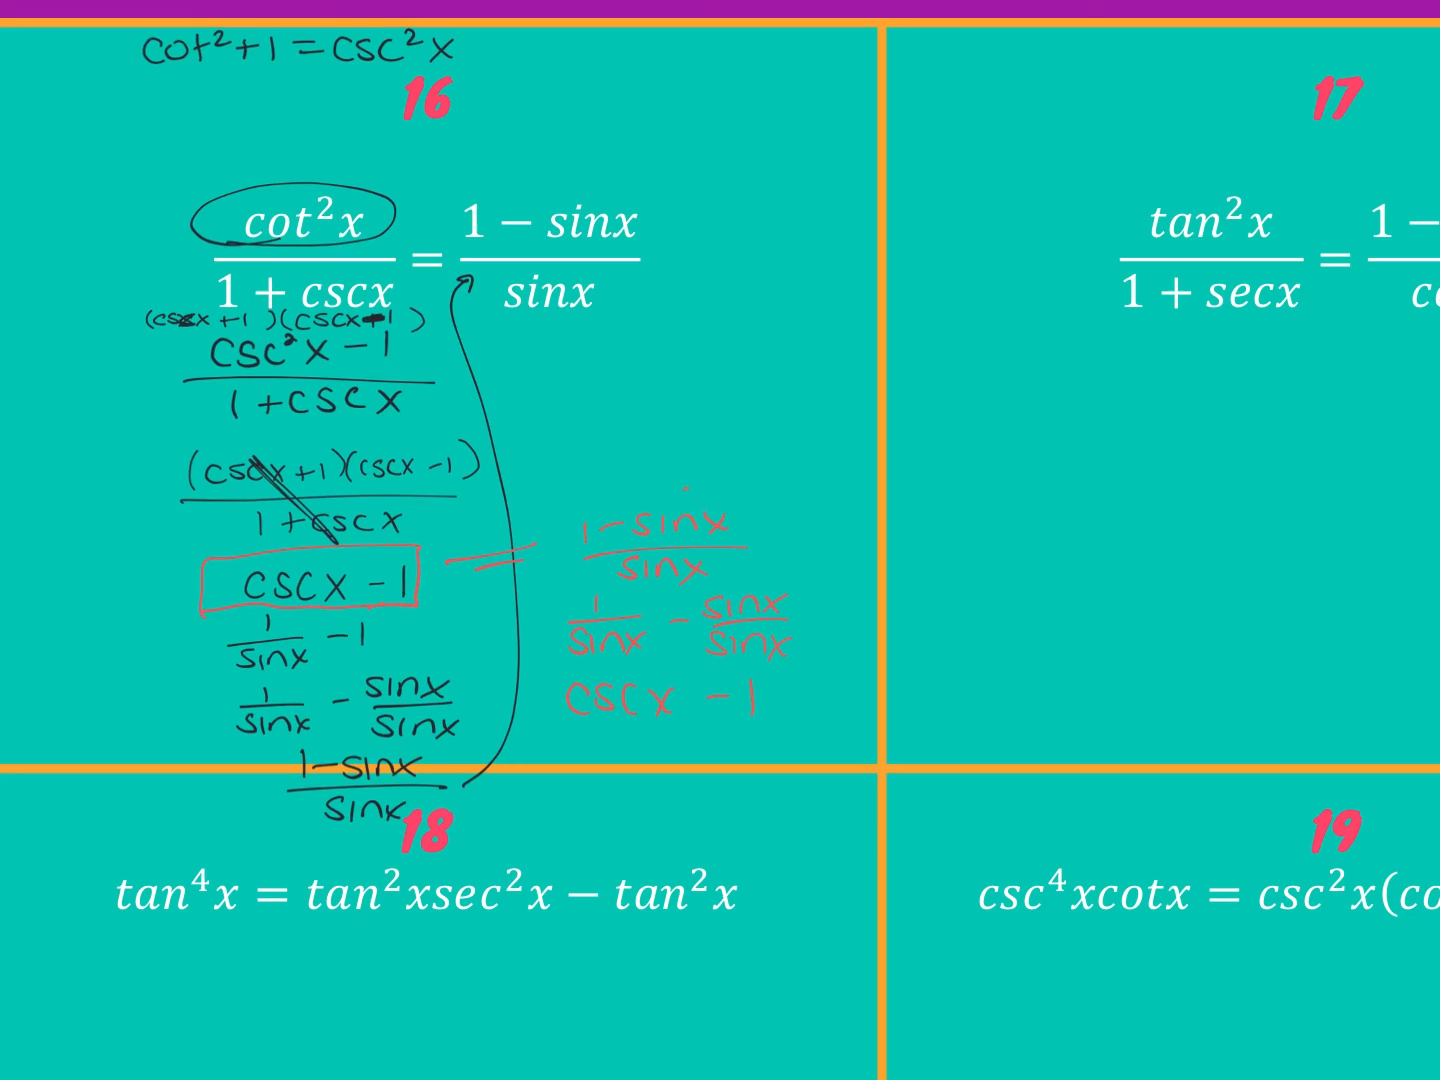 cot²+1 = csc²x
16
cot²x / 1 + cscx = 1 − sinx / sinx
(cscx +1)(cscx-1)
csc²x − 1 / 1 + cscx
(cscx+1)(cscx −1) / 1 + cscx
cscx − 1 = 1 − sinx / sinx
1/sinx − 1
1/sinx − sinx/sinx
1−sinx / sinx
1/sinx − sinx/sinx
cscx − 1
17
tan²x / 1 + secx = 1 −
18
tan⁴x = tan²xsec²x − tan²x
19
csc⁴xcotx = csc²x(co